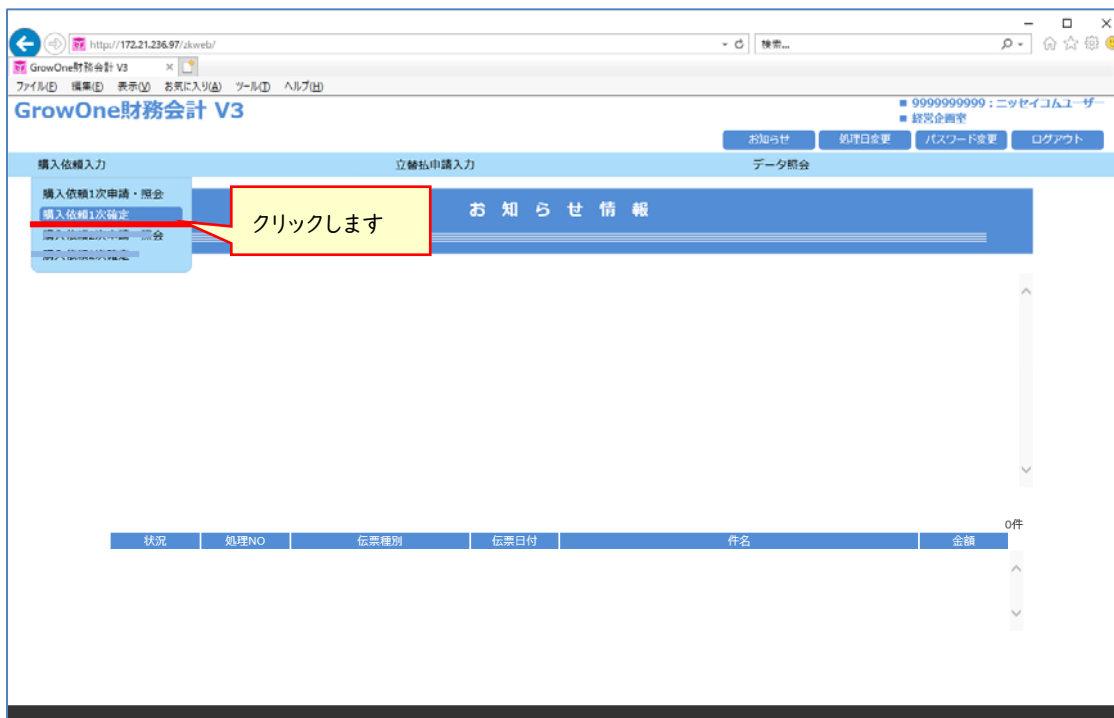 http://172.21.236.97/zkweb/
検索...
GrowOne財務会計 V3
ファイル(F) 編集(E) 表示(V) お気に入り(A) ツール(T) ヘルプ(H)
GrowOne財務会計 V3
9999999999：ニッセイコムユーザー
経営企画室
お知らせ 処理日変更 パスワード変更 ログアウト
購入依頼入力 立替払申請入力 データ照会
購入依頼1次申請・照会
購入依頼1次確定
クリックします
お知らせ情報
0件
状況 処理NO 伝票種別 伝票日付 件名 金額